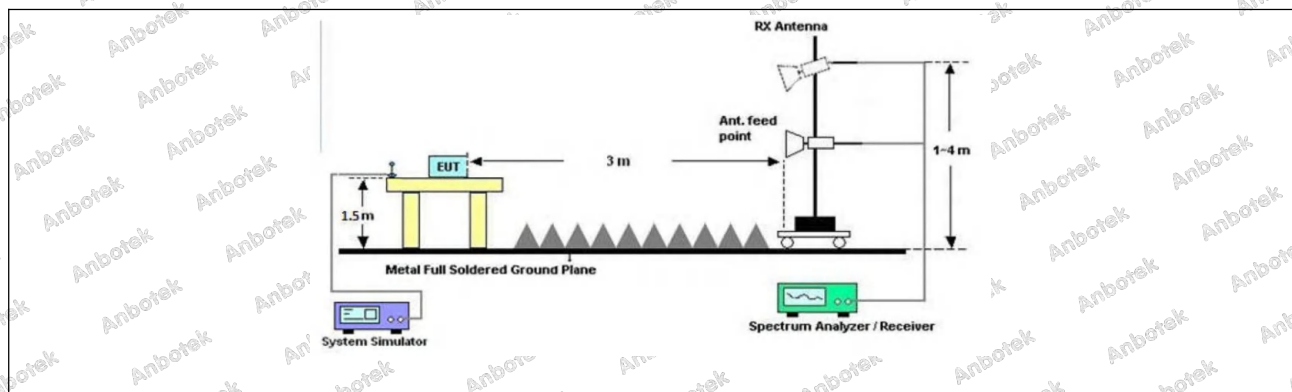 RX Antenna
Ant. feed
point
EUT
3 m
1~4 m
1.5 m
Metal Full Soldered Ground Plane
System Simulator
Spectrum Analyzer / Receiver
Anbotek